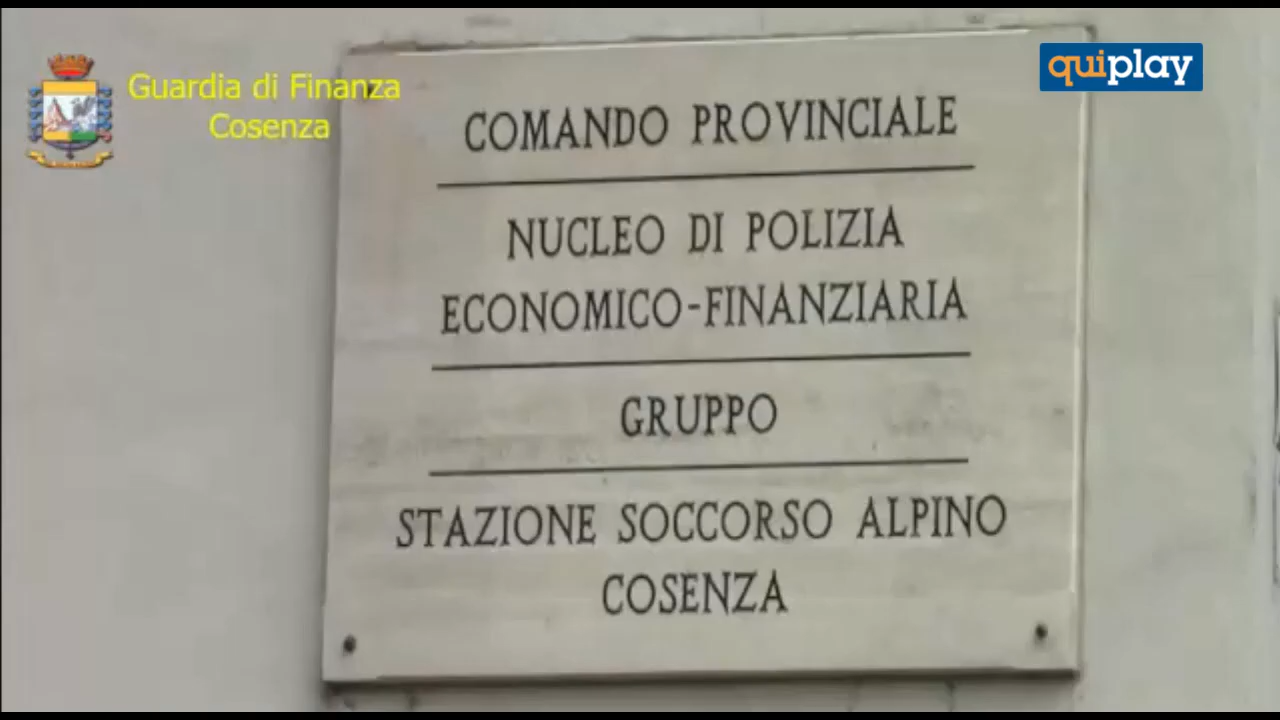 Guardia di Finanza
Cosenza
quiplay
COMANDO PROVINCIALE
NUCLEO DI POLIZIA
ECONOMICO-FINANZIARIA
GRUPPO
STAZIONE SOCCORSO ALPINO
COSENZA